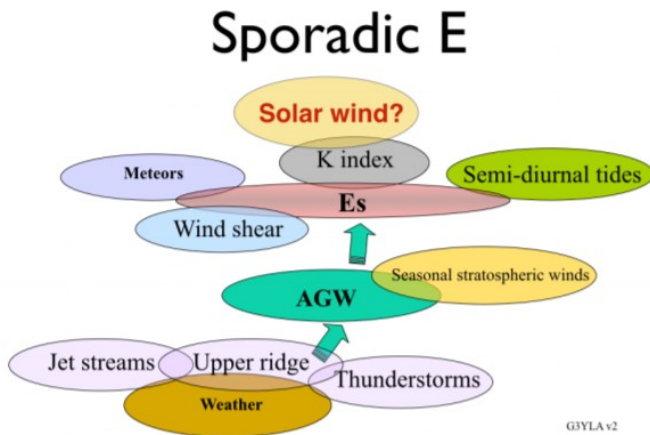 Sporadic E
Solar wind?
K index
Meteors
Semi-diurnal tides
Es
Wind shear
Seasonal stratospheric winds
AGW
Jet streams
Upper ridge
Thunderstorms
Weather
G3YLA v2